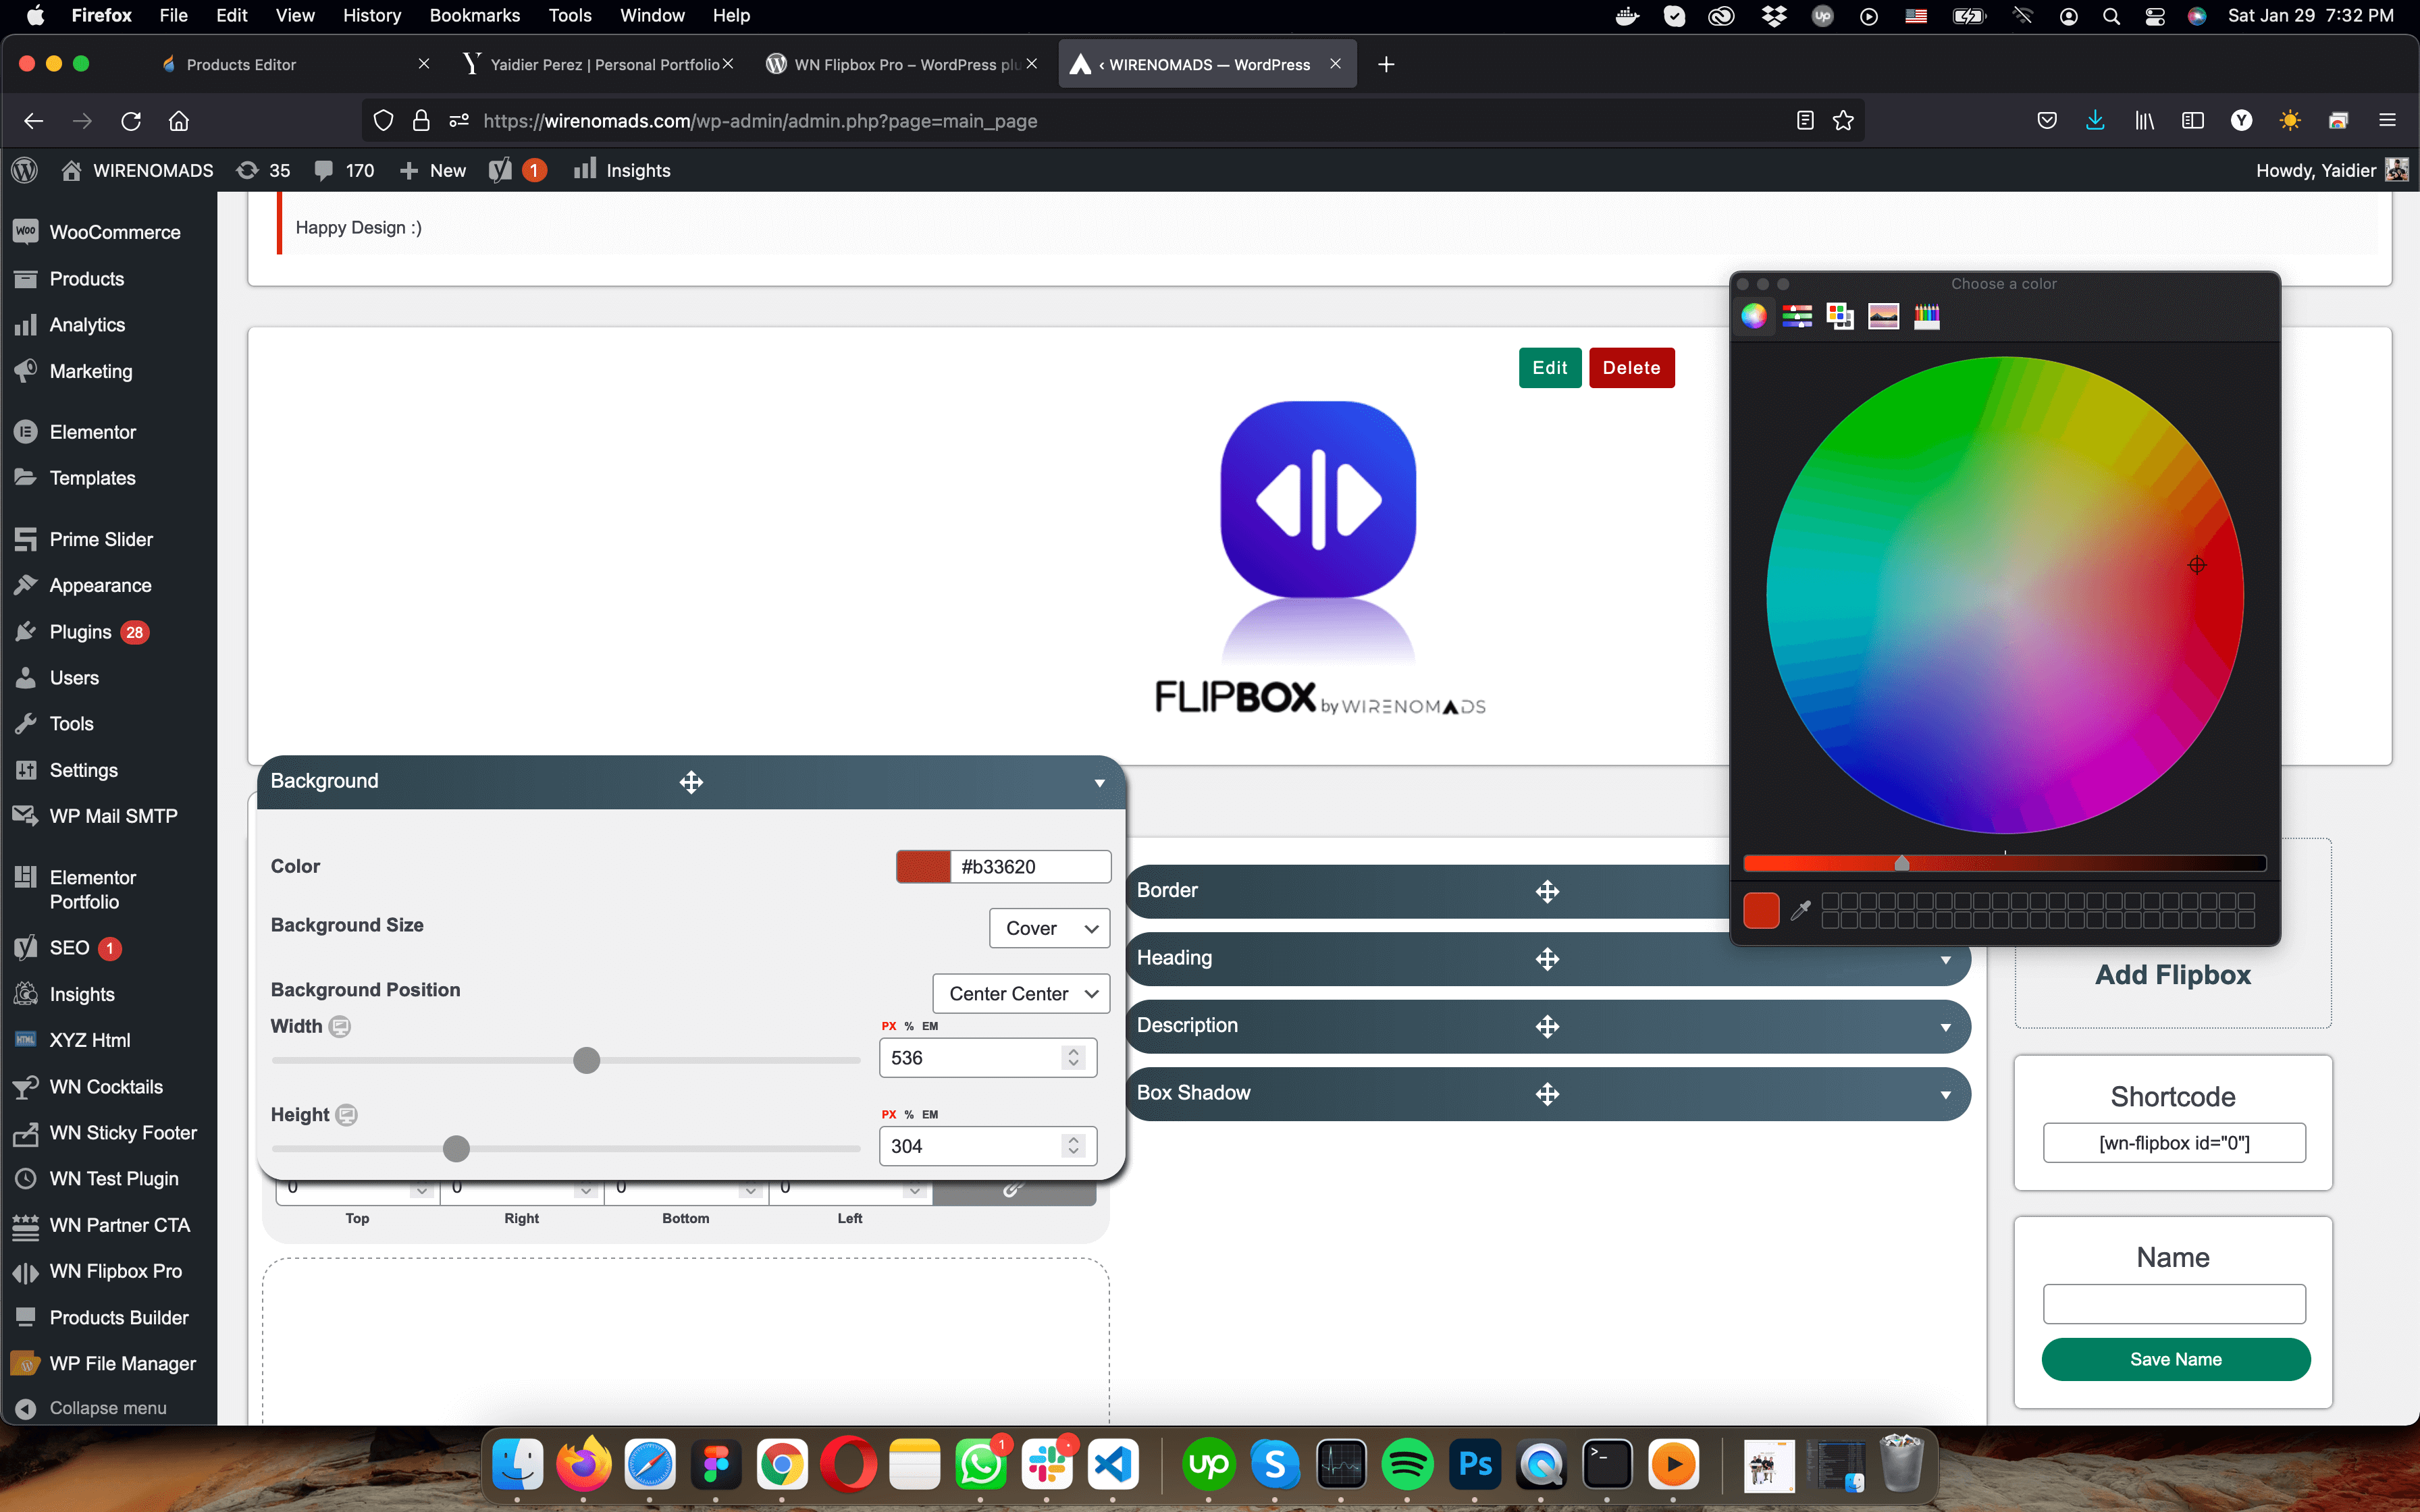 Firefox File Edit View History Bookmarks Tools Window Help
up
Sat Jan 29 7:32 PM
Products Editor
Yaidier Perez | Personal Portfolio
WN Flipbox Pro – WordPress plu
‹ WIRENOMADS — WordPress
https://wirenomads.com/wp-admin/admin.php?page=main_page
Y
WIRENOMADS 35 170 New 1 Insights
Howdy, Yaidier
WooCommerce
Products
Analytics
Marketing
Elementor
Templates
Prime Slider
Appearance
Plugins 28
Users
Tools
Settings
WP Mail SMTP
Elementor
Portfolio
SEO 1
Insights
XYZ Html
WN Cocktails
WN Sticky Footer
WN Test Plugin
WN Partner CTA
WN Flipbox Pro
Products Builder
WP File Manager
Collapse menu
Happy Design :)
Edit Delete
FLIPBOX by WIRENOMADS
Choose a color
Background
Color
#b33620
Background Size
Cover
Background Position
Center Center
Width
PX % EM
536
Height
PX % EM
304
0 0 0 0
Top Right Bottom Left
Border
Heading
Description
Box Shadow
Add Flipbox
Shortcode
[wn-flipbox id="0"]
Name
Save Name
1
up
S
Ps
>_